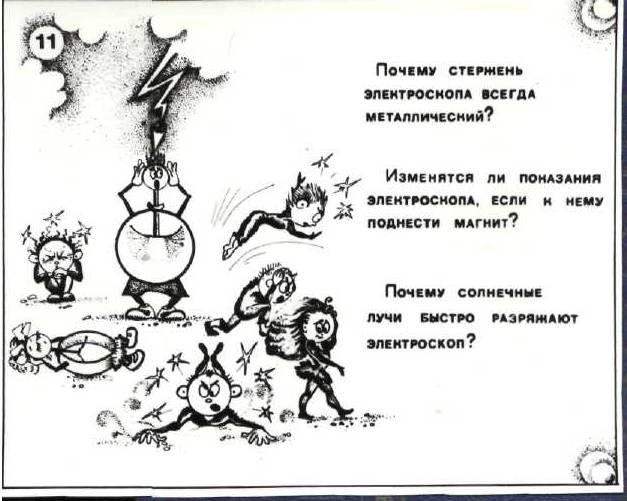 11
Почему стержень
электроскопа всегда
металлический?
Изменятся ли показания
электроскопа, если к нему
поднести магнит?
Почему солнечные
лучи быстро разряжают
электроскоп?